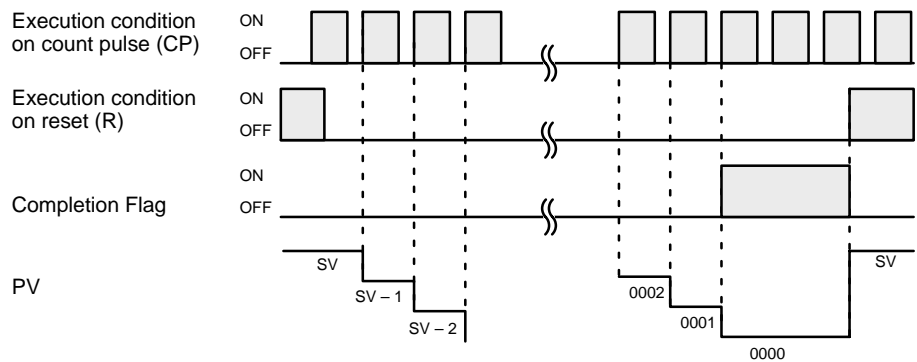 Execution condition
on count pulse (CP)
ON
OFF
Execution condition
on reset (R)
ON
OFF
Completion Flag
ON
OFF
PV
SV
SV – 1
SV – 2
0002
0001
0000
SV